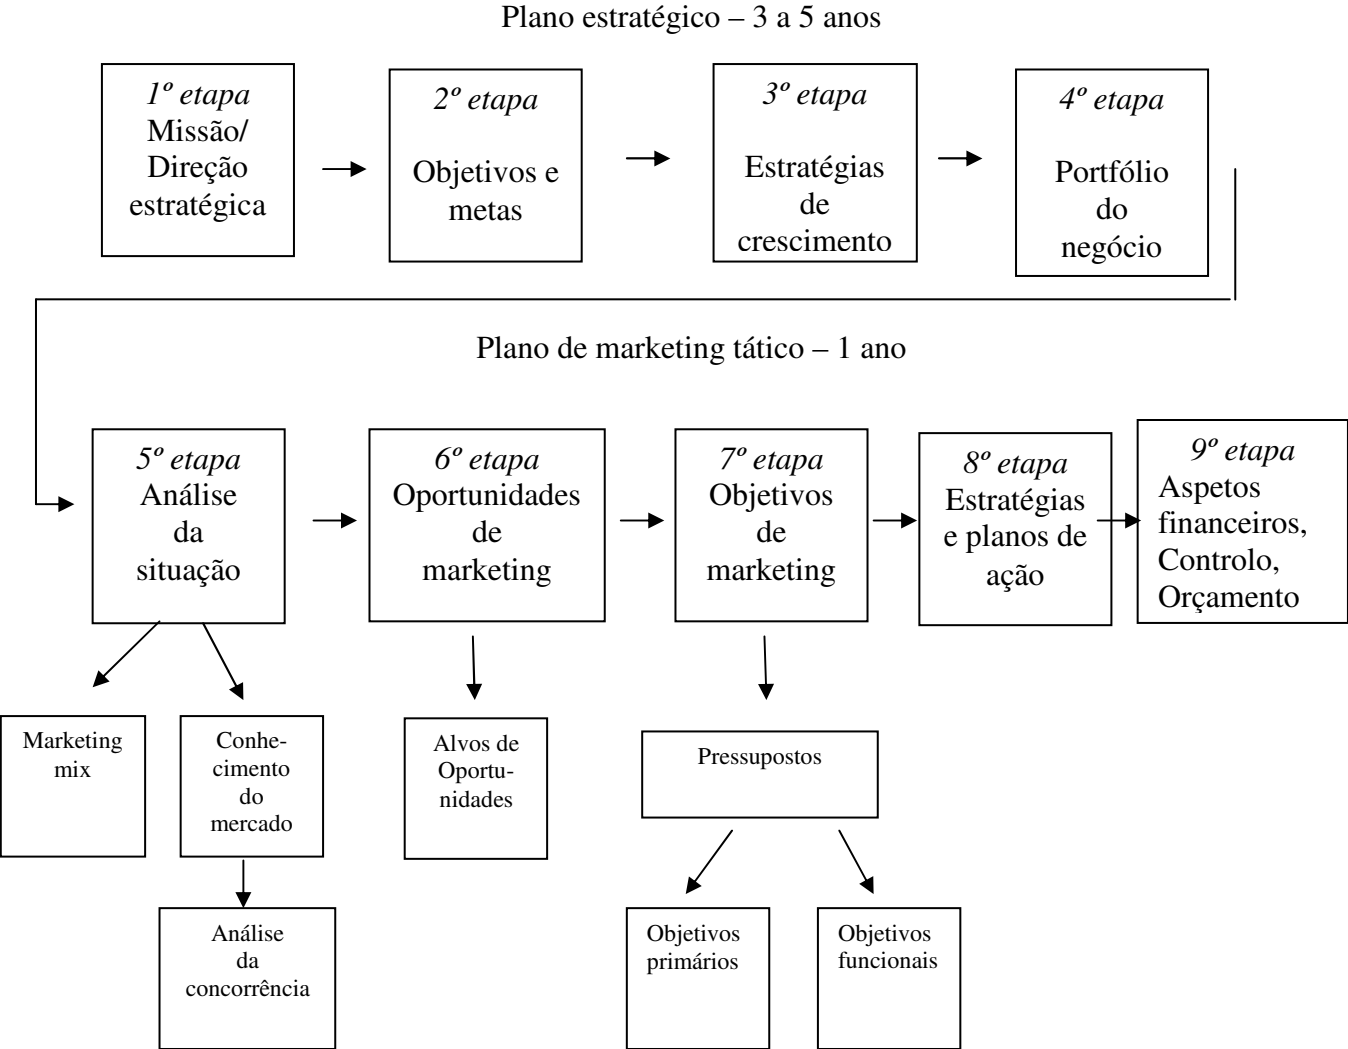 Plano estratégico – 3 a 5 anos
1º etapa
Missão/
Direção
estratégica
2º etapa
Objetivos e
metas
3º etapa
Estratégias
de
crescimento
4º etapa
Portfólio
do
negócio
Plano de marketing tático – 1 ano
5º etapa
Análise
da
situação
6º etapa
Oportunidades
de
marketing
7º etapa
Objetivos
de
marketing
8º etapa
Estratégias
e planos de
ação
9º etapa
Aspetos
financeiros,
Controlo,
Orçamento
Marketing
mix
Conhe-
cimento
do
mercado
Alvos de
Oportu-
nidades
Pressupostos
Análise
da
concorrência
Objetivos
primários
Objetivos
funcionais